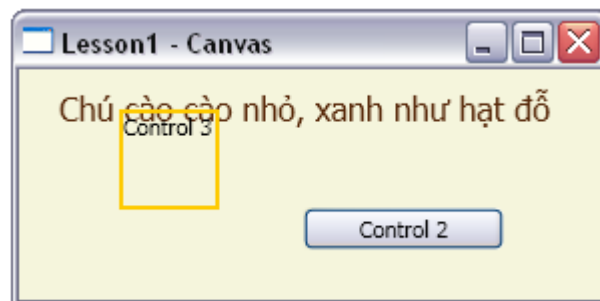 Lesson1 - Canvas
Chú cào cào nhỏ, xanh như hạt đỗ
Control 3
Control 2